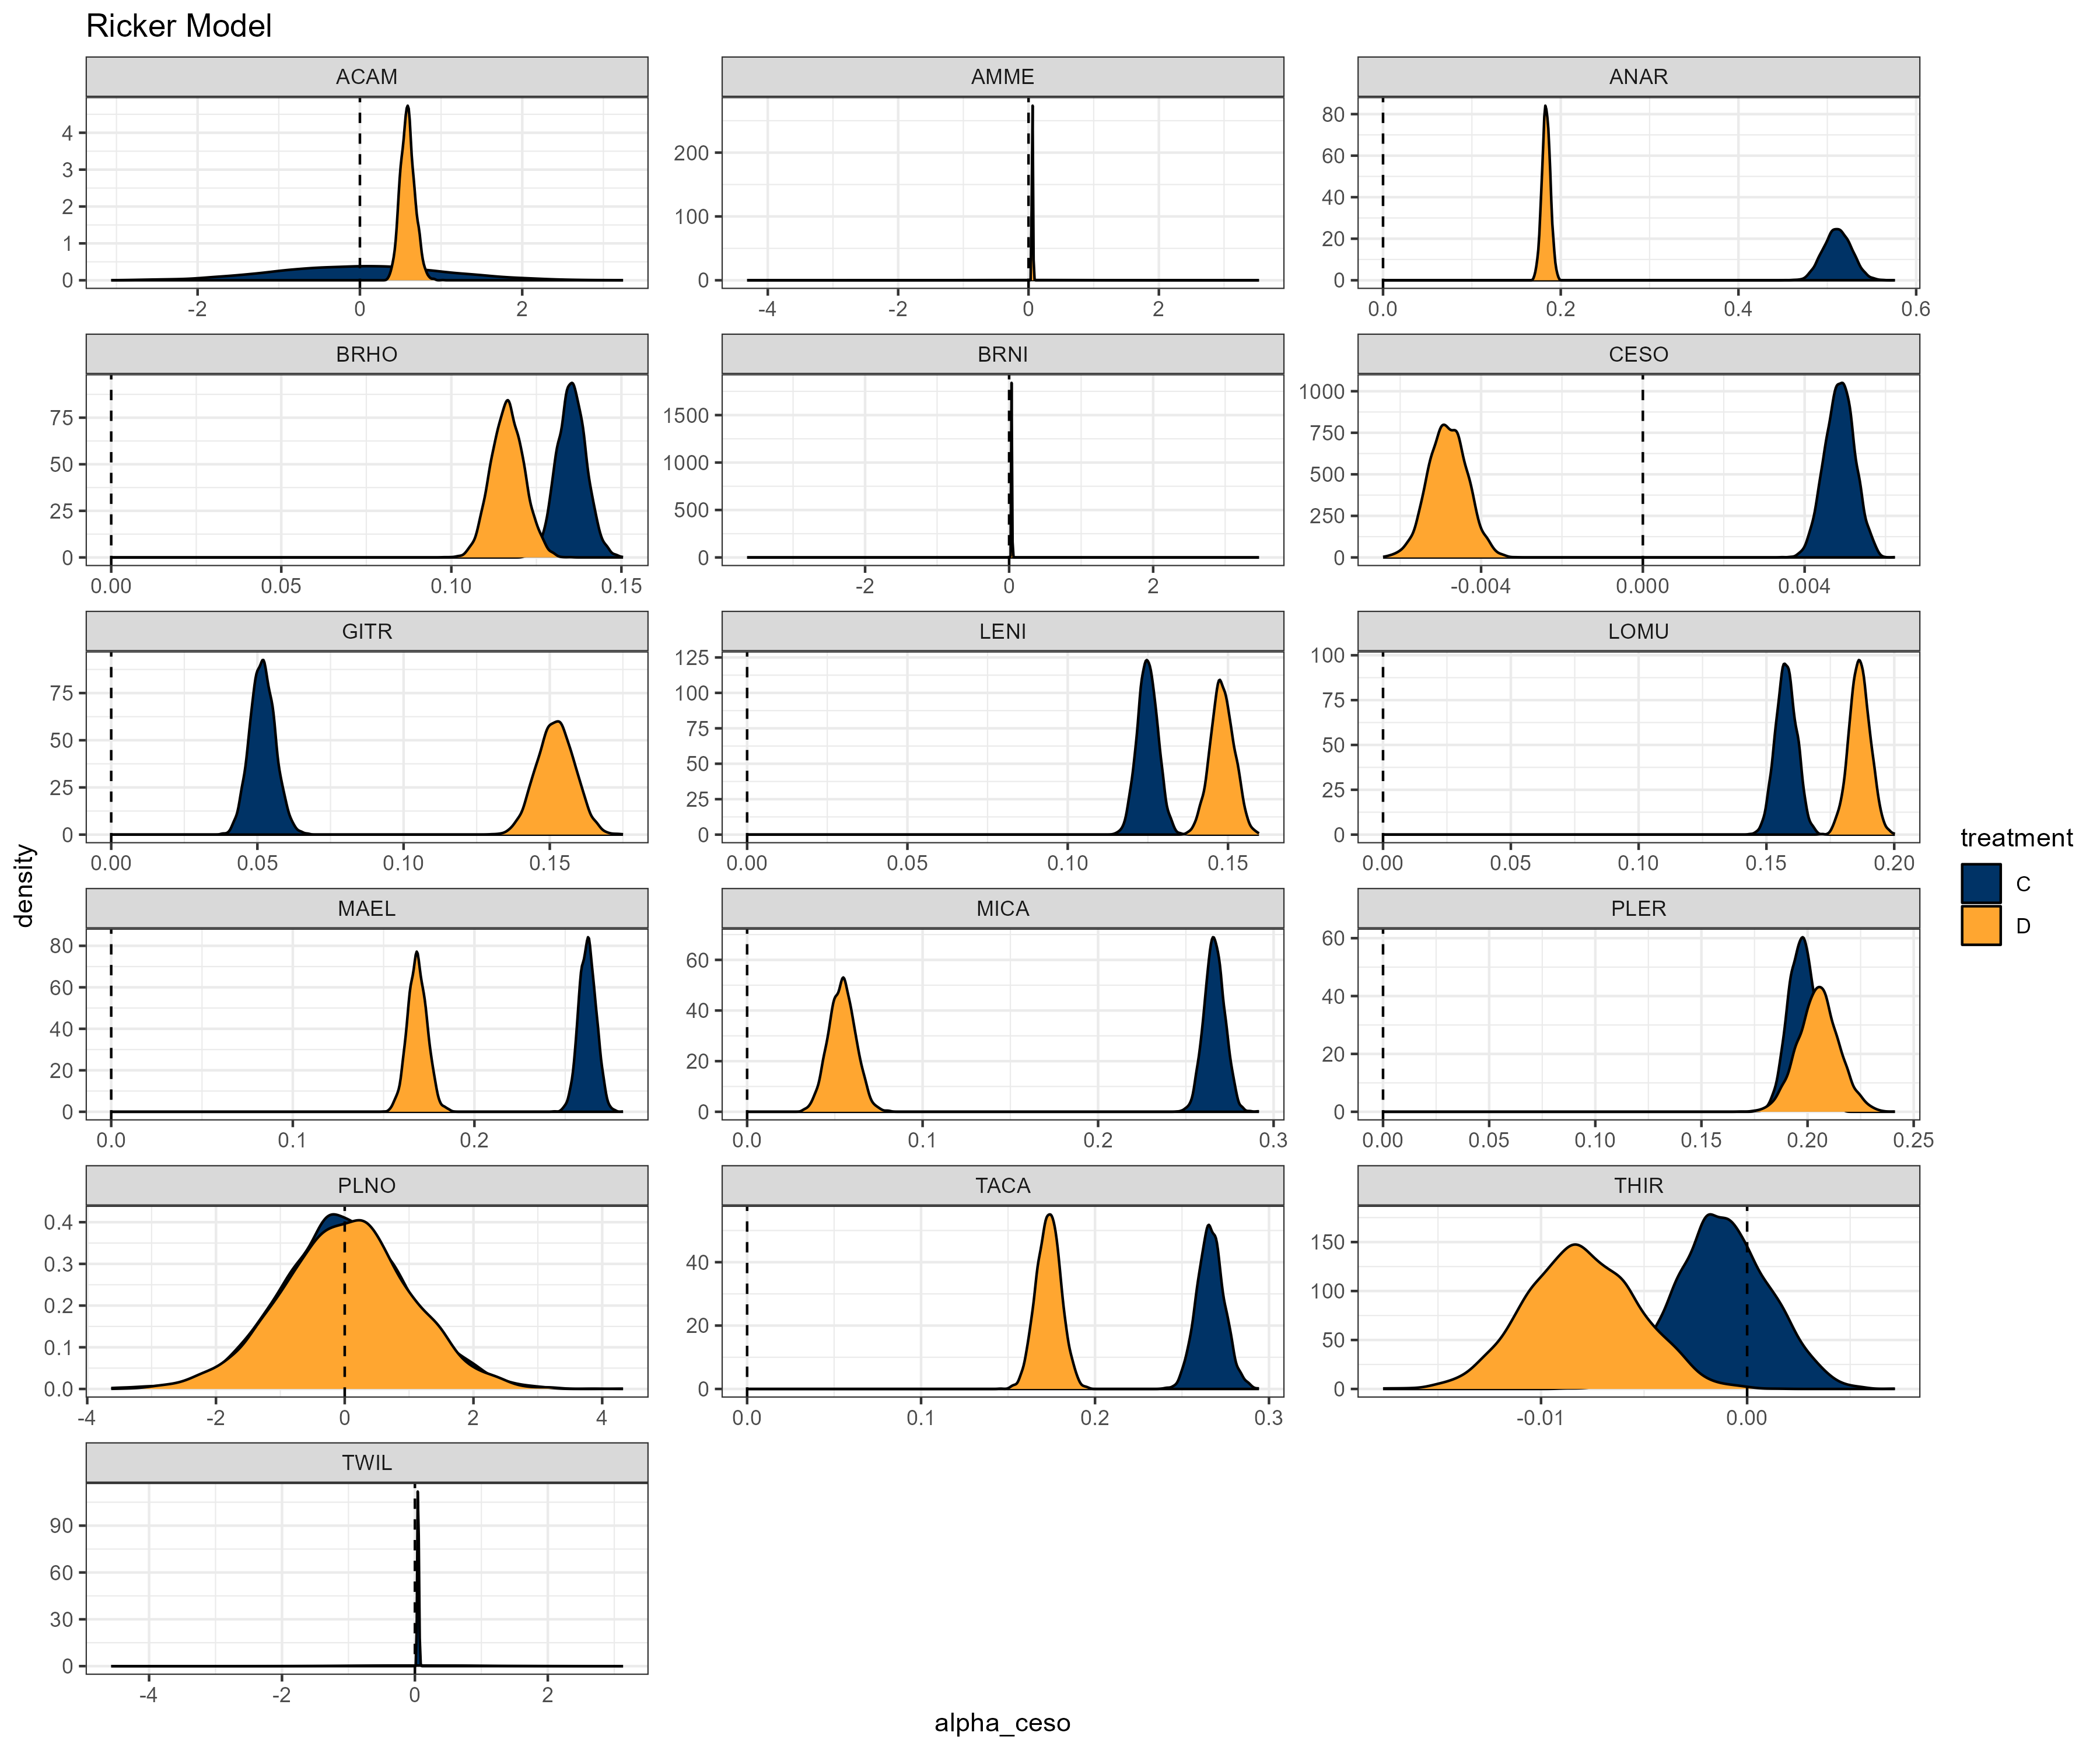 Ricker Model
ACAM AMME ANAR
4 3 2 1 0
200 100 0
80 60 40 20 0
-2 0 2
-4 -2 0 2
0.0 0.2 0.4 0.6
BRHO BRNI CESO
75 50 25 0
1500 1000 500 0
1000 750 500 250 0
0.00 0.05 0.10 0.15
-2 0 2
-0.004 0.000 0.004
GITR LENI LOMU
75 50 25 0
125 100 75 50 25 0
100 75 50 25 0
0.00 0.05 0.10 0.15
0.00 0.05 0.10 0.15
0.00 0.05 0.10 0.15 0.20
MAEL MICA PLER
80 60 40 20 0
60 40 20 0
60 40 20 0
0.0 0.1 0.2
0.0 0.1 0.2 0.3
0.00 0.05 0.10 0.15 0.20 0.25
PLNO TACA THIR
0.4 0.3 0.2 0.1 0.0
40 20 0
150 100 50 0
-4 -2 0 2 4
0.0 0.1 0.2 0.3
-0.01 0.00
TWIL
90 60 30 0
-4 -2 0 2
alpha_ceso
density
treatment
C
D